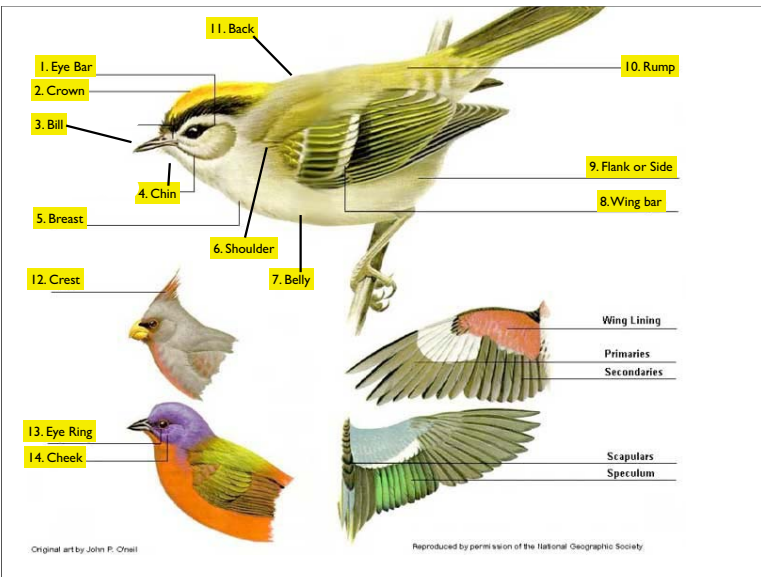 11. Back
1. Eye Bar
10. Rump
2. Crown
3. Bill
9. Flank or Side
4. Chin
8. Wing bar
5. Breast
6. Shoulder
7. Belly
12. Crest
Wing Lining
Primaries
Secondaries
13. Eye Ring
14. Cheek
Scapulars
Speculum
Original art by John P. O'neil
Reproduced by permission of the National Geographic Society